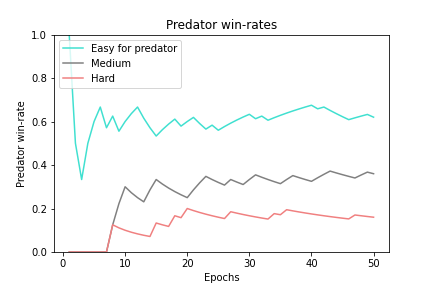 Predator win-rates
1.0
0.8
0.6
0.4
0.2
0.0
Predator win-rate
Easy for predator
Medium
Hard
0
10
20
30
40
50
Epochs